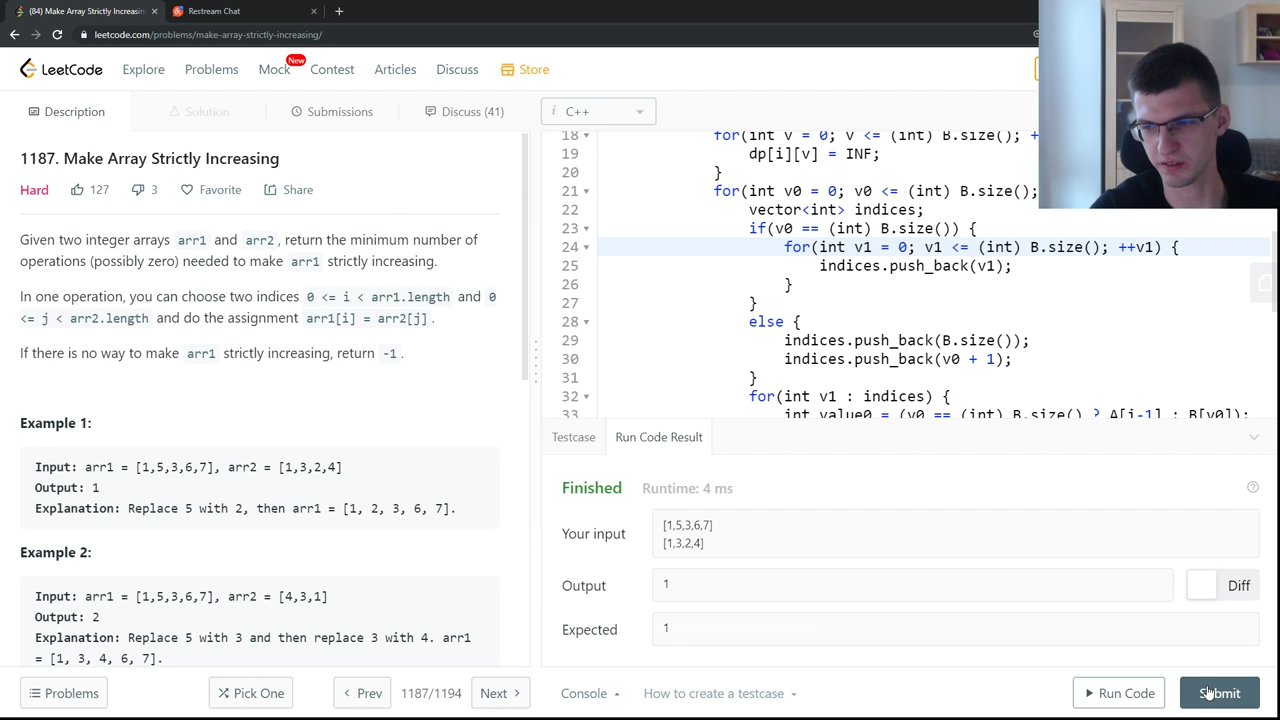 (84) Make Array Strictly Increasin
Restream Chat
leetcode.com/problems/make-array-strictly-increasing/
LeetCode
Explore
Problems
Mock
New
Contest
Articles
Discuss
Store
Description
Solution
Submissions
Discuss (41)
C++
1187. Make Array Strictly Increasing
Hard
127
3
Favorite
Share
Given two integer arrays arr1 and arr2, return the minimum number of
operations (possibly zero) needed to make arr1 strictly increasing.
In one operation, you can choose two indices 0 <= i < arr1.length and 0
<= j < arr2.length and do the assignment arr1[i] = arr2[j].
If there is no way to make arr1 strictly increasing, return -1.
Example 1:
Input: arr1 = [1,5,3,6,7], arr2 = [1,3,2,4]
Output: 1
Explanation: Replace 5 with 2, then arr1 = [1, 2, 3, 6, 7].
Example 2:
Input: arr1 = [1,5,3,6,7], arr2 = [4,3,1]
Output: 2
Explanation: Replace 5 with 3 and then replace 3 with 4. arr1
= [1, 3, 4, 6, 7].
18 for(int v = 0; v <= (int) B.size(); +
19 dp[i][v] = INF;
20 }
21 for(int v0 = 0; v0 <= (int) B.size();
22 vector<int> indices;
23 if(v0 == (int) B.size()) {
24 for(int v1 = 0; v1 <= (int) B.size(); ++v1) {
25 indices.push_back(v1);
26 }
27 }
28 else {
29 indices.push_back(B.size());
30 indices.push_back(v0 + 1);
31 }
32 for(int v1 : indices) {
33 int value0 = (v0 == (int) B.size() ? A[i-1] : B[v0]);
Testcase
Run Code Result
Finished
Runtime: 4 ms
Your input
[1,5,3,6,7]
[1,3,2,4]
Output
1
Diff
Expected
1
Problems
Pick One
Prev
1187/1194
Next
Console
How to create a testcase
Run Code
Submit